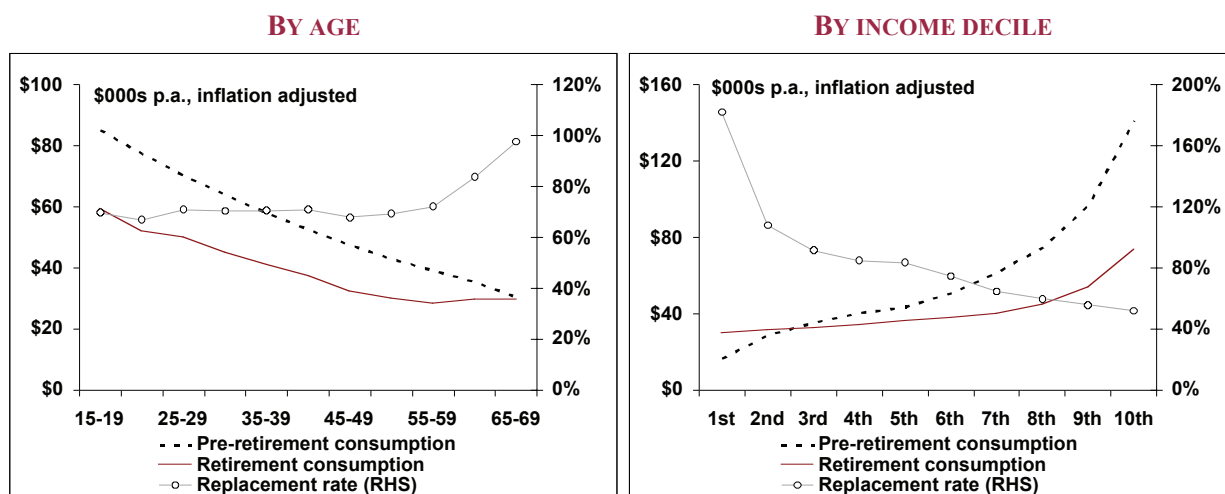 BY AGE
$000s p.a., inflation adjusted
$100
$80
$60
$40
$20
$0
120%
100%
80%
60%
40%
20%
0%
15-19 25-29 35-39 45-49 55-59 65-69
Pre-retirement consumption
Retirement consumption
Replacement rate (RHS)
BY INCOME DECILE
$000s p.a., inflation adjusted
$160
$120
$80
$40
$0
200%
160%
120%
80%
40%
0%
1st 2nd 3rd 4th 5th 6th 7th 8th 9th 10th
Pre-retirement consumption
Retirement consumption
Replacement rate (RHS)